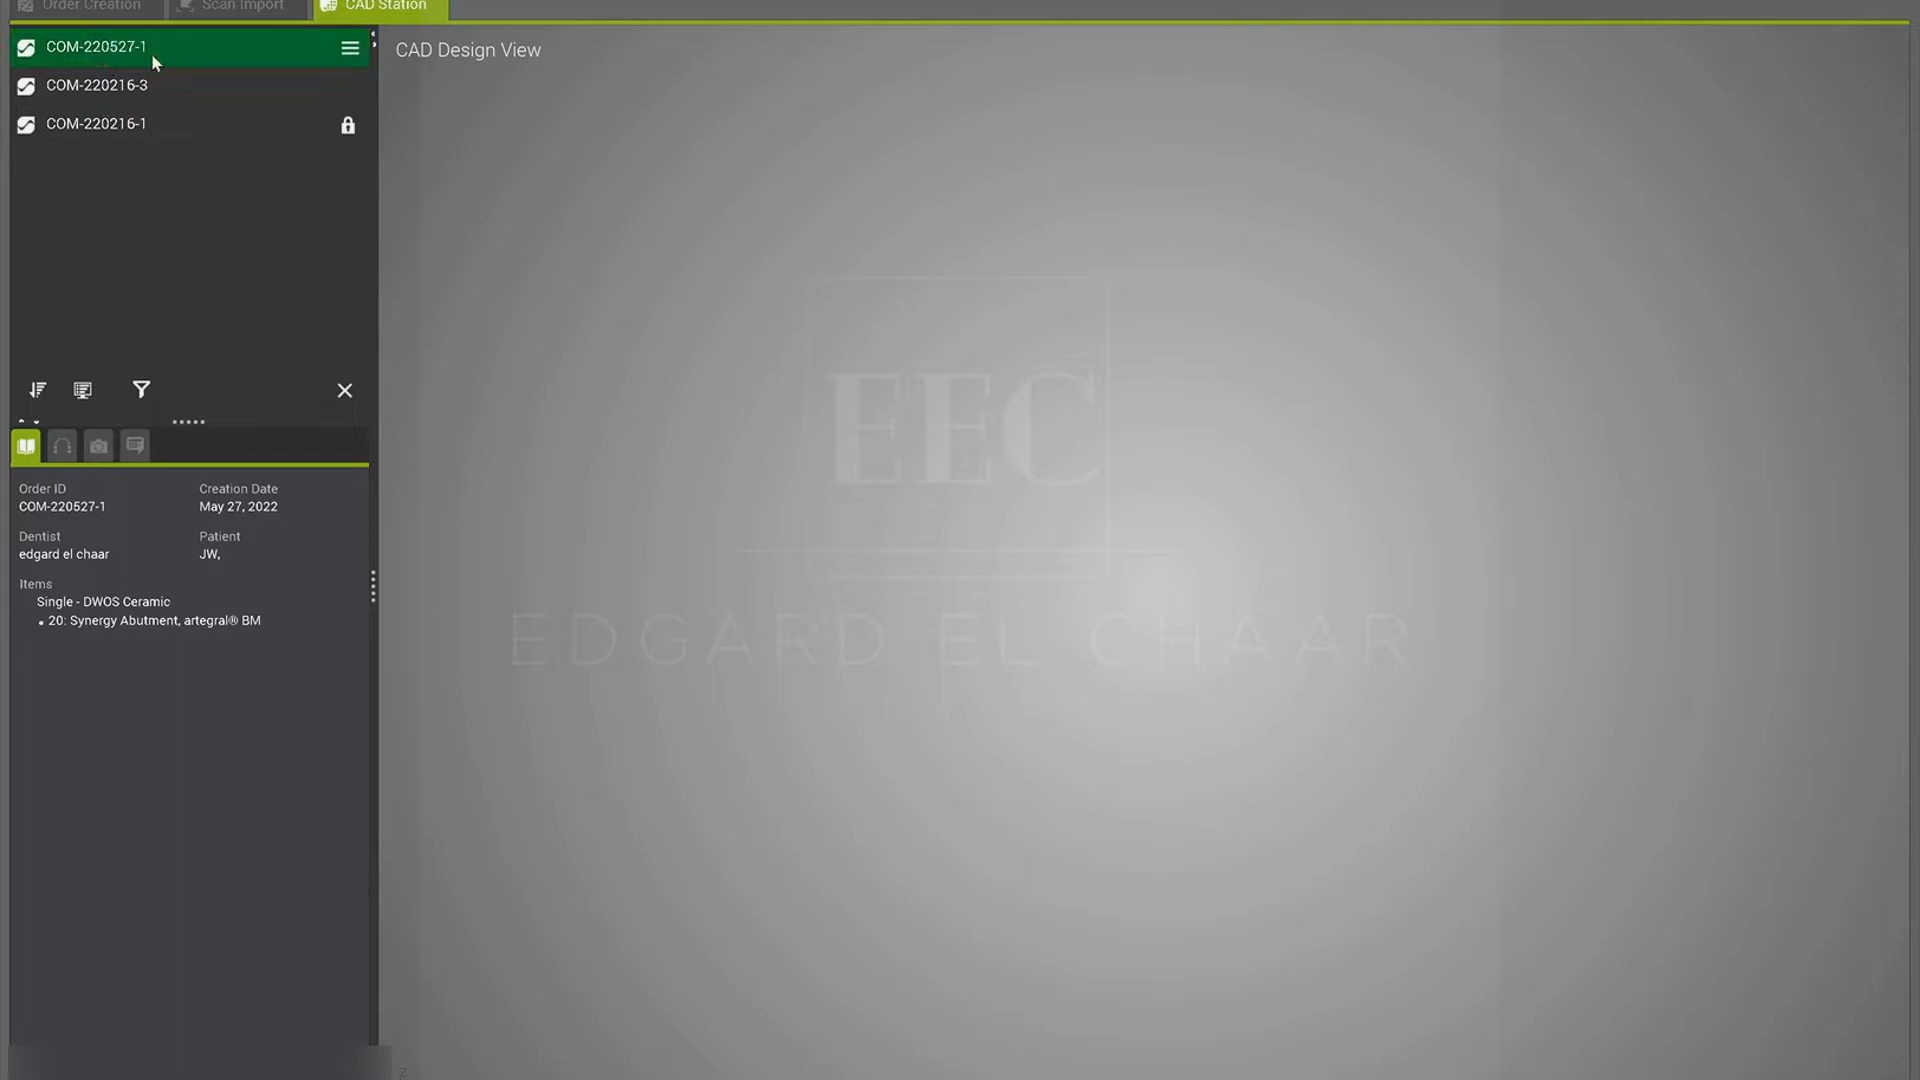 Order Creation
Scan Import
CAD Station
COM-220527-1
CAD Design View
COM-220216-3
COM-220216-1
EEC
EDGARD EL CHAAR
Order ID
Creation Date
COM-220527-1
May 27, 2022
Dentist
Patient
edgard el chaar
JW,
Items
Single - DWOS Ceramic
• 20: Synergy Abutment, artegral® BM
Z